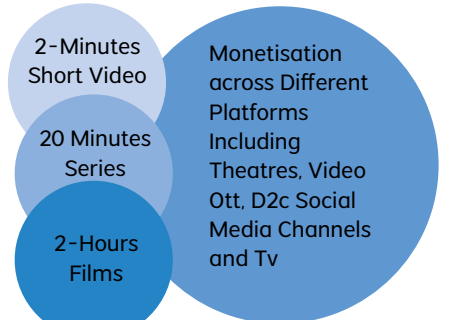 2-Minutes
Short Video
20 Minutes
Series
2-Hours
Films
Monetisation
across Different
Platforms
Including
Theatres, Video
Ott, D2c Social
Media Channels
and Tv